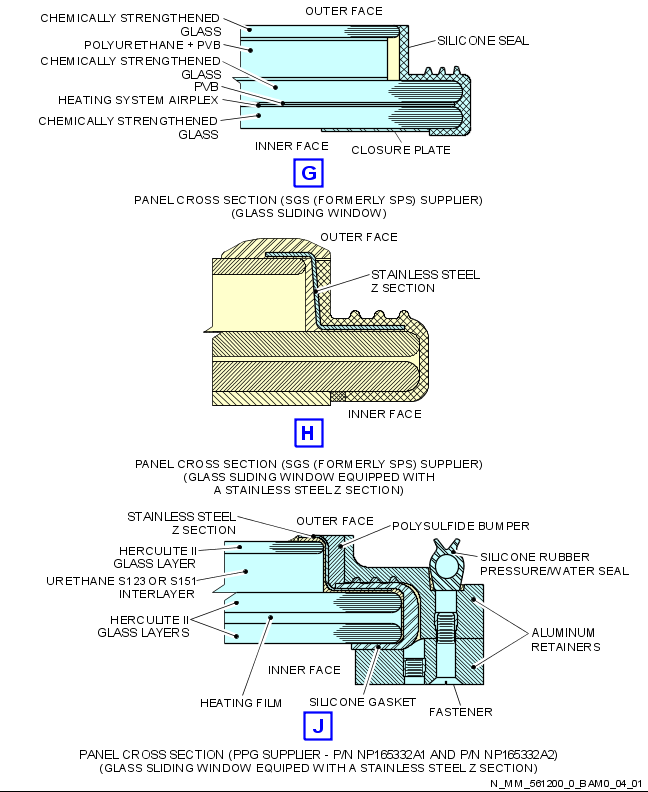 OUTER FACE
CHEMICALLY STRENGTHENED
GLASS
POLYURETHANE + PVB
CHEMICALLY STRENGTHENED
GLASS
PVB
HEATING SYSTEM AIRPLEX
CHEMICALLY STRENGTHENED
GLASS
SILICONE SEAL
INNER FACE
CLOSURE PLATE
G
PANEL CROSS SECTION (SGS (FORMERLY SPS) SUPPLIER)
(GLASS SLIDING WINDOW)
OUTER FACE
STAINLESS STEEL
Z SECTION
INNER FACE
H
PANEL CROSS SECTION (SGS (FORMERLY SPS) SUPPLIER)
(GLASS SLIDING WINDOW EQUIPPED WITH
A STAINLESS STEEL Z SECTION)
STAINLESS STEEL
Z SECTION
OUTER FACE
POLYSULFIDE BUMPER
HERCULITE II
GLASS LAYER
URETHANE S123 OR S151
INTERLAYER
HERCULITE II
GLASS LAYERS
SILICONE RUBBER
PRESSURE/WATER SEAL
ALUMINUM
RETAINERS
INNER FACE
HEATING FILM
SILICONE GASKET
FASTENER
J
PANEL CROSS SECTION (PPG SUPPLIER - P/N NP165332A1 AND P/N NP165332A2)
(GLASS SLIDING WINDOW EQUIPED WITH A STAINLESS STEEL Z SECTION)
N_MM_561200_0_BAM0_04_01